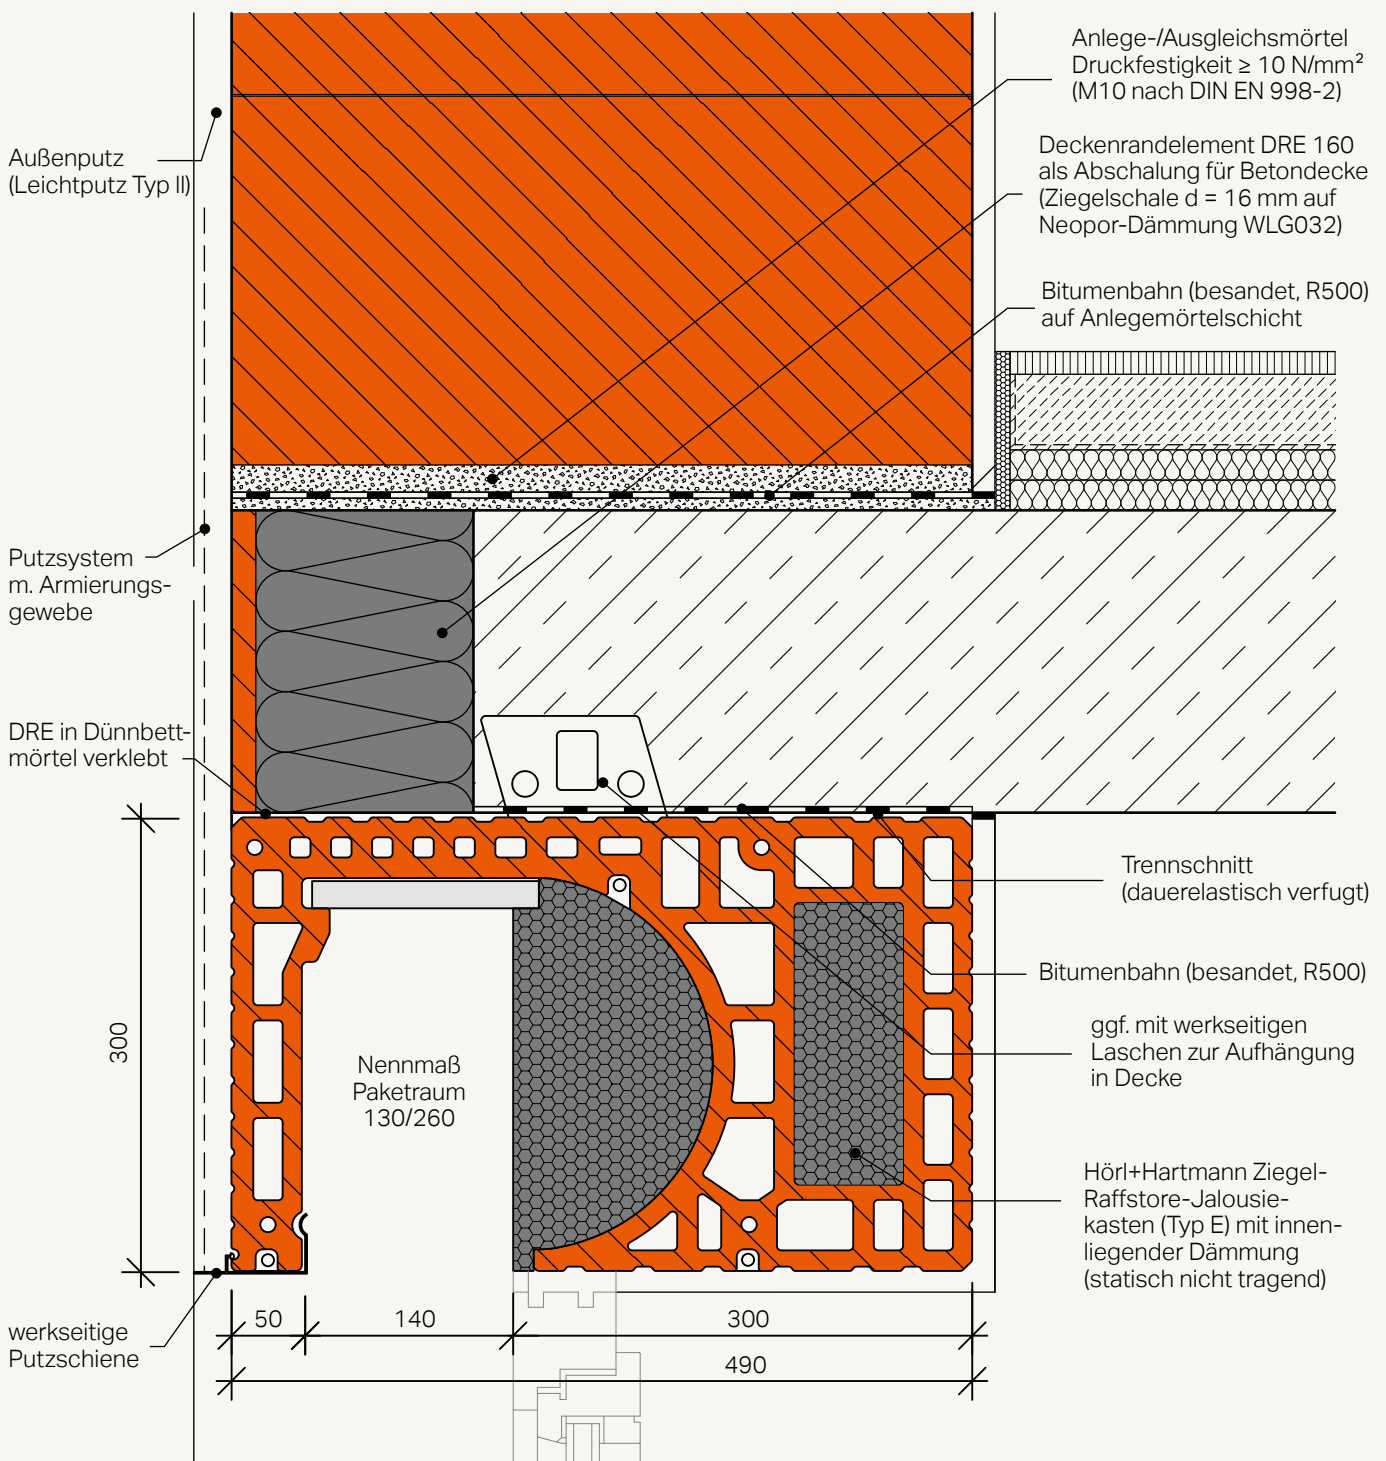 Anlege-/Ausgleichsmörtel
Druckfestigkeit ≥ 10 N/mm²
(M10 nach DIN EN 998-2)
Deckenrandelement DRE 160
als Abschalung für Betondecke
(Ziegelschale d = 16 mm auf
Neopor-Dämmung WLG032)
Bitumenbahn (besandet, R500)
auf Anlegemörtelschicht
Außenputz
(Leichtputz Typ II)
Putzsystem
m. Armierungs-
gewebe
DRE in Dünnbett-
mörtel verklebt
300
Nennmaß
Paketraum
130/260
Trennschnitt
(dauerelastisch verfugt)
Bitumenbahn (besandet, R500)
ggf. mit werkseitigen
Laschen zur Aufhängung
in Decke
Hörl+Hartmann Ziegel-
Raffstore-Jalousie-
kasten (Typ E) mit innen-
liegender Dämmung
(statisch nicht tragend)
werkseitige
Putzschiene
50
140
300
490